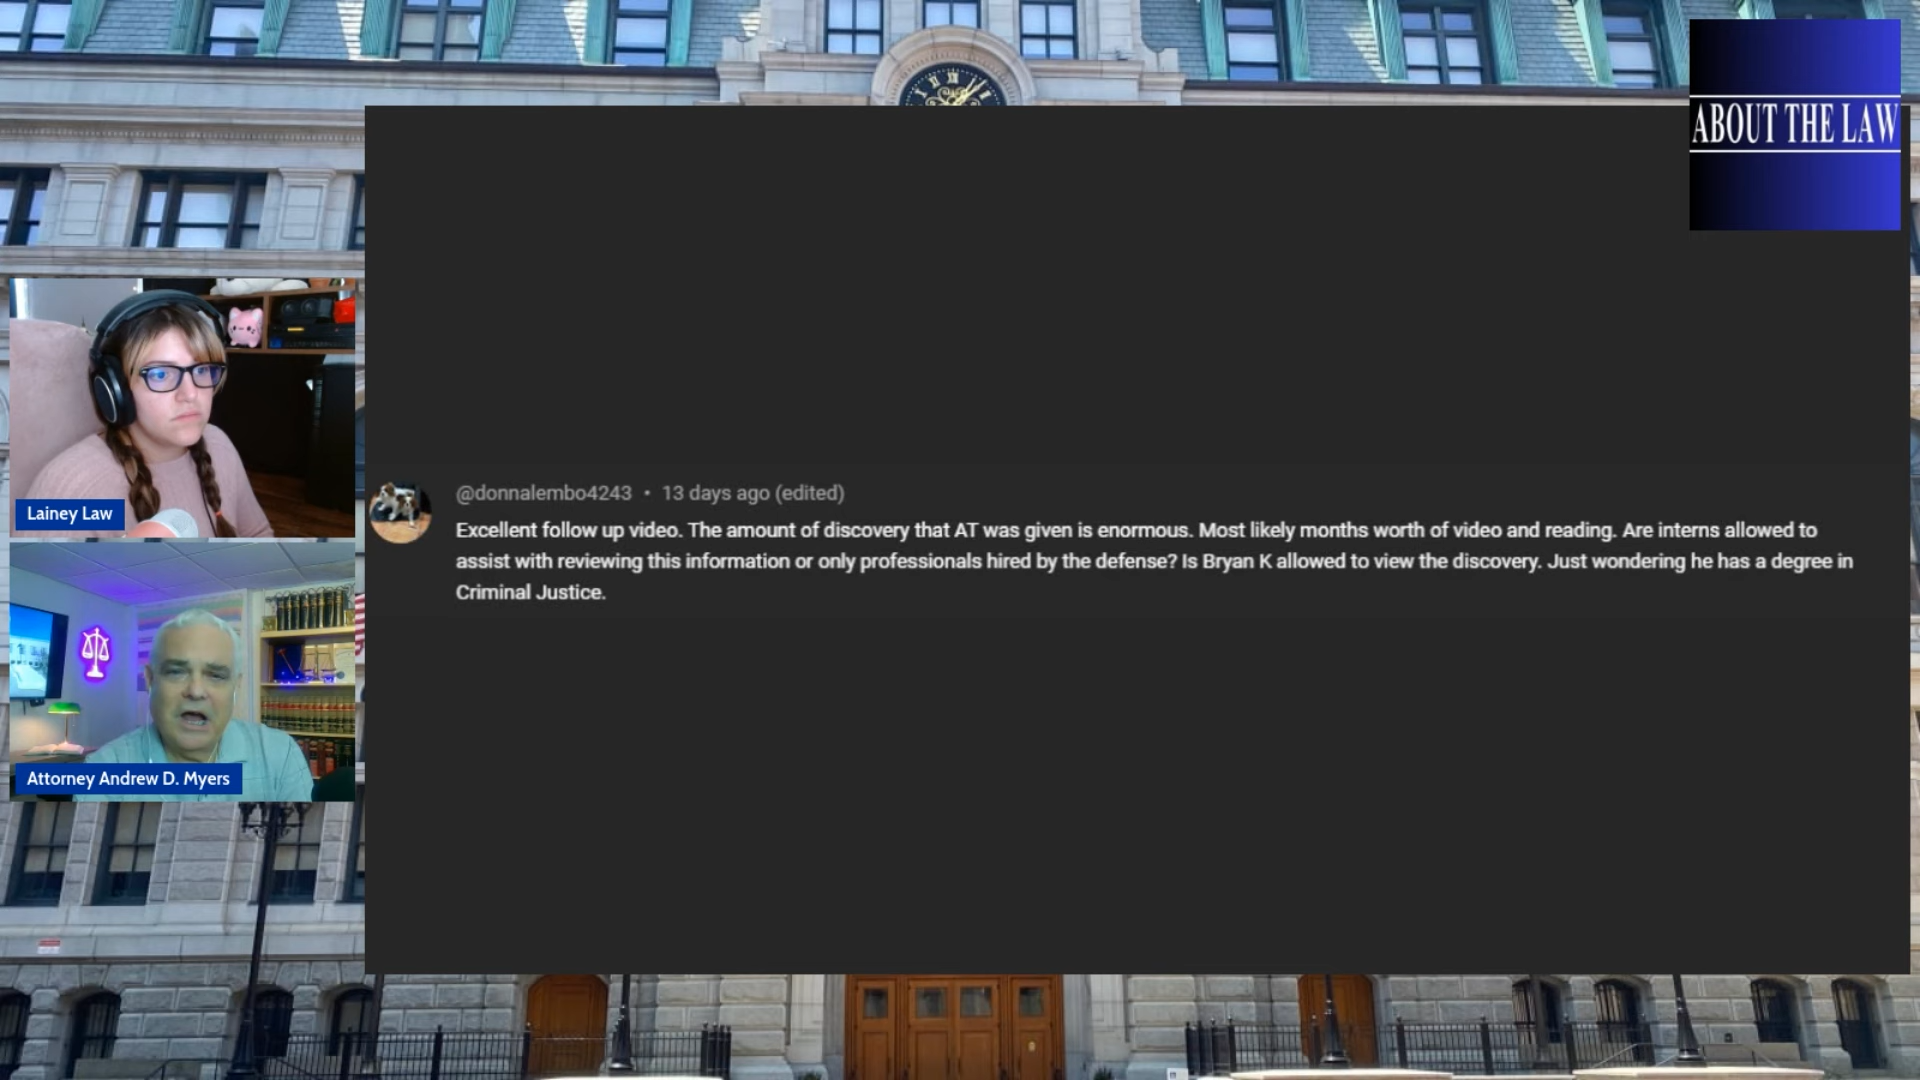 ABOUT THE LAW
Lainey Law
Attorney Andrew D. Myers
@donnalembo4243 • 13 days ago (edited)
Excellent follow up video. The amount of discovery that AT was given is enormous. Most likely months worth of video and reading. Are interns allowed to
assist with reviewing this information or only professionals hired by the defense? Is Bryan K allowed to view the discovery. Just wondering he has a degree in
Criminal Justice.